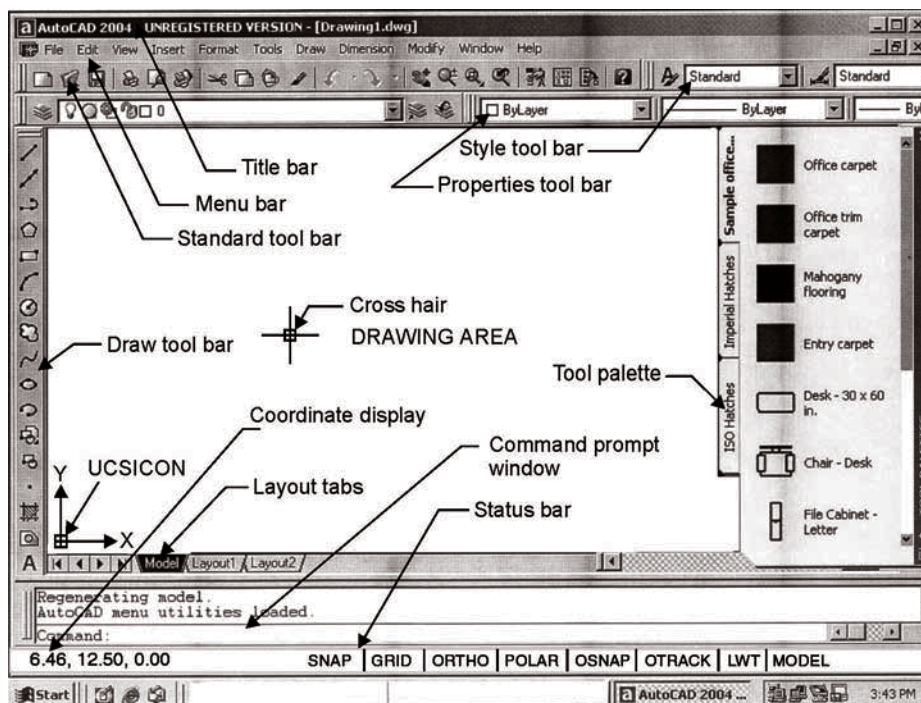 AutoCAD 2004 UNREGISTERED VERSION - [Drawing1.dwg]
File Edit View Insert Format Tools Draw Dimension Modify Window Help
Standard Standard
0 ByLayer ByLayer
Title bar
Menu bar
Standard tool bar
Style tool bar
Properties tool bar
Cross hair
DRAWING AREA
Draw tool bar
Tool palette
Coordinate display
Command prompt
window
UCSICON
Layout tabs
Status bar
Y
X
Sample office...
Imperial Hatches
ISO Hatches
Office carpet
Office trim
carpet
Mahogany
flooring
Entry carpet
Desk - 30 x 60
in.
Chair - Desk
File Cabinet -
Letter
A
Model Layout1 Layout2
Regenerating model.
AutoCAD menu utilities loaded.
Command:
6.46, 12.50, 0.00 SNAP GRID ORTHO POLAR OSNAP OTRACK LWT MODEL
Start AutoCAD 2004 ... 3:43 PM